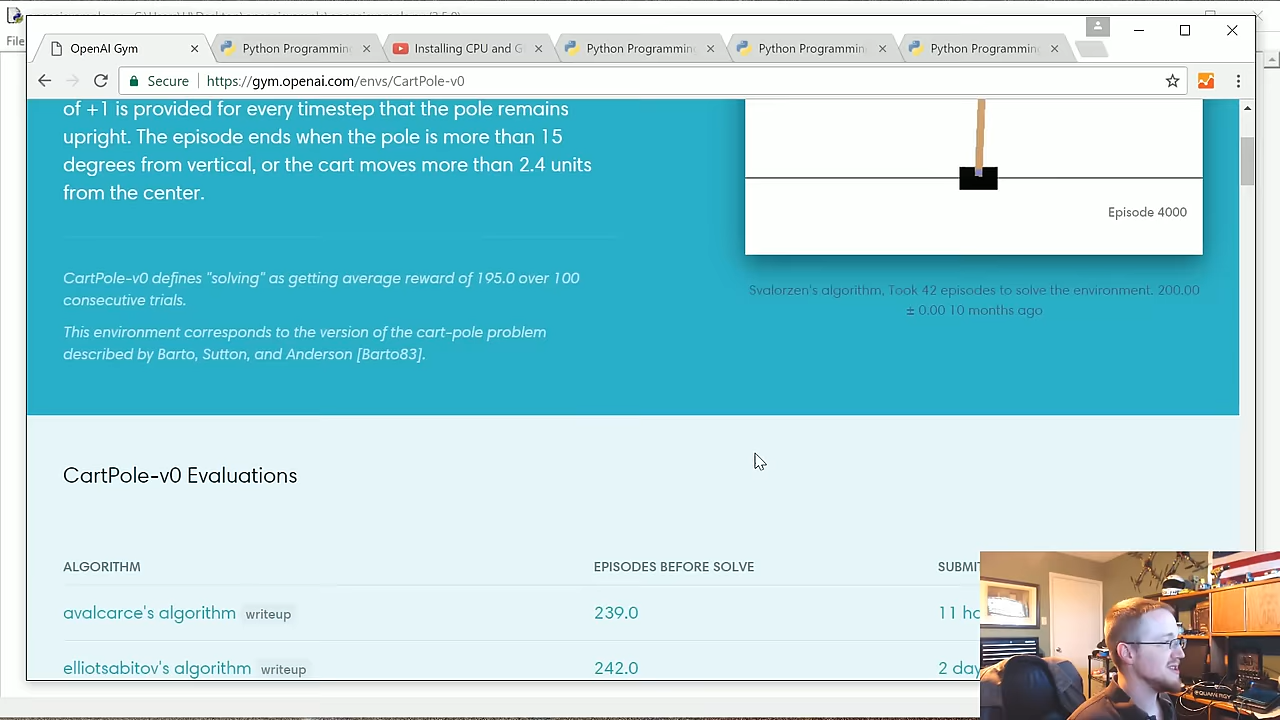 File
OpenAI Gym
Python Programmin
Installing CPU and G
Python Programmin
Python Programmin
Python Programmin
Secure
https://gym.openai.com/envs/CartPole-v0
of +1 is provided for every timestep that the pole remains
upright. The episode ends when the pole is more than 15
degrees from vertical, or the cart moves more than 2.4 units
from the center.
CartPole-v0 defines "solving" as getting average reward of 195.0 over 100
consecutive trials.
This environment corresponds to the version of the cart-pole problem
described by Barto, Sutton, and Anderson [Barto83].
Episode 4000
Svalorzen's algorithm, Took 42 episodes to solve the environment. 200.00
± 0.00 10 months ago
CartPole-v0 Evaluations
ALGORITHM EPISODES BEFORE SOLVE SUBMIT
avalcarce's algorithm writeup 239.0 11 ho
elliotsabitov's algorithm writeup 242.0 2 day